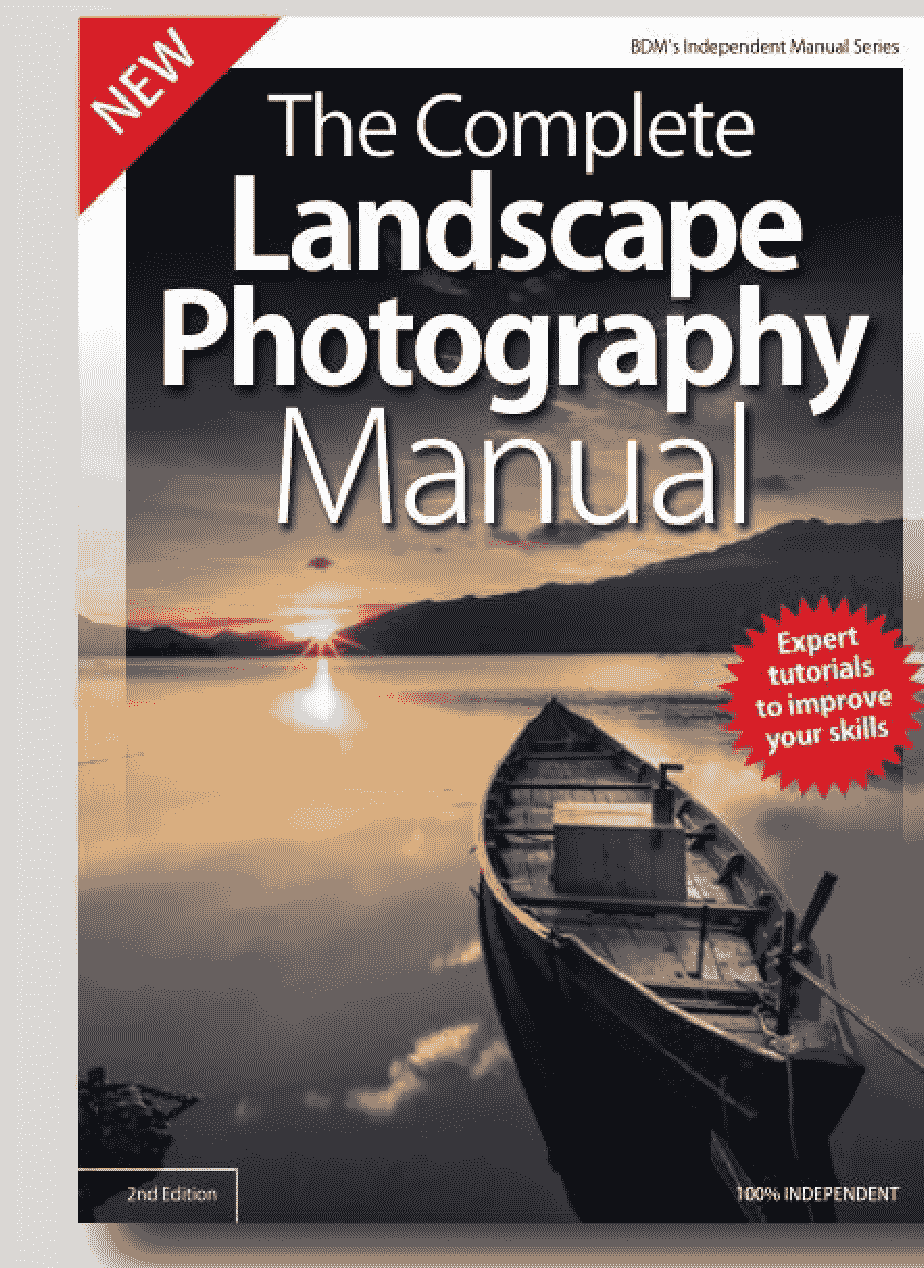 NEW
BDM's Independent Manual Series
The Complete
Landscape
Photography
Manual
Expert
tutorials
to improve
your skills
2nd Edition
100% INDEPENDENT